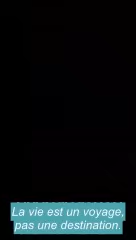 La vie est un voyage,
pas une destination.